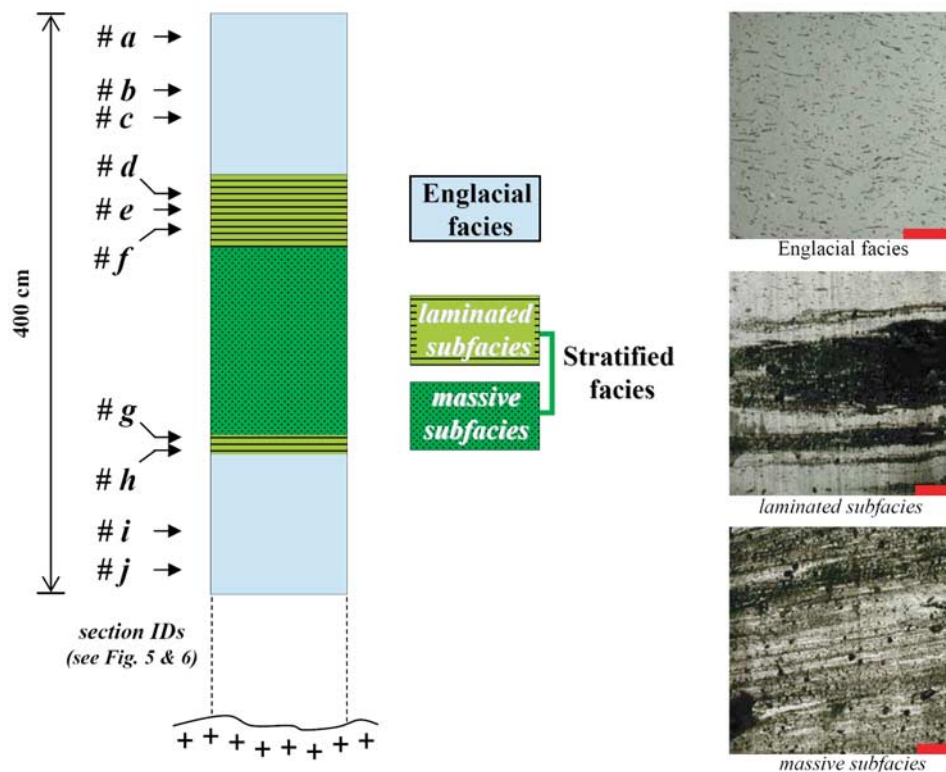 # a
# b
# c
# d
# e
# f
# g
# h
# i
# j
400 cm
section IDs
(see Fig. 5 & 6)
Englacial
facies
laminated
subfacies
massive
subfacies
Stratified
facies
Englacial facies
laminated subfacies
massive subfacies